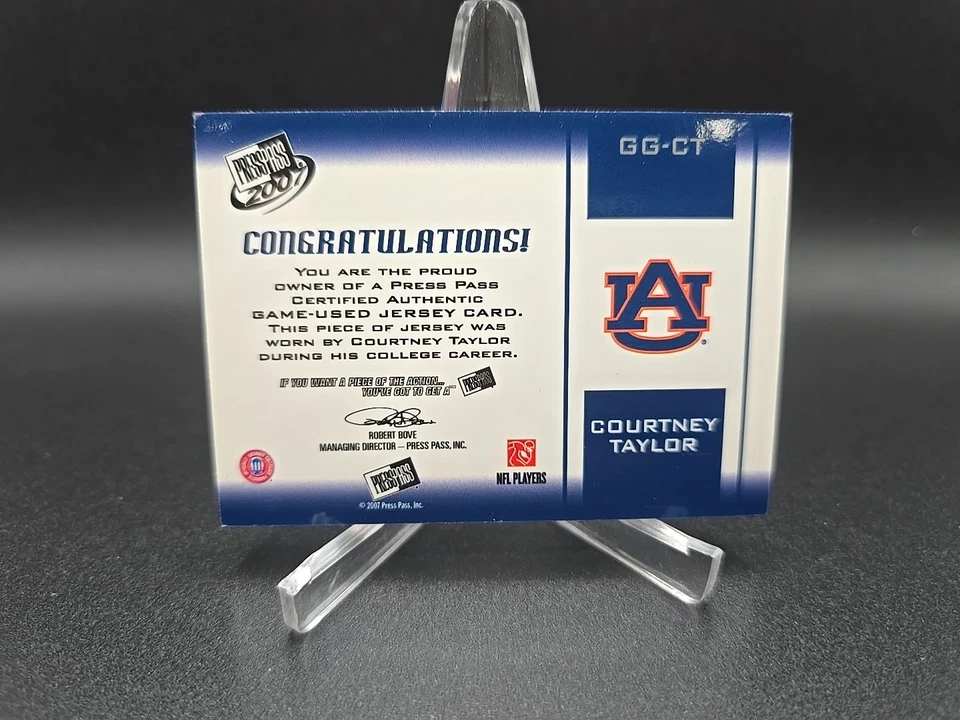 PRESS PASS
2007
GG-CT
CONGRATULATIONS!
YOU ARE THE PROUD
OWNER OF A PRESS PASS
CERTIFIED AUTHENTIC
GAME-USED JERSEY CARD.
THIS PIECE OF JERSEY WAS
WORN BY COURTNEY TAYLOR
DURING HIS COLLEGE CAREER.
IF YOU WANT A PIECE OF THE ACTION...
YOU'VE GOT TO GET A PRESS PASS
ROBERT BOVE
MANAGING DIRECTOR – PRESS PASS, INC.
PRESS PASS
© 2007 Press Pass, Inc.
NFL PLAYERS
AU
COURTNEY
TAYLOR